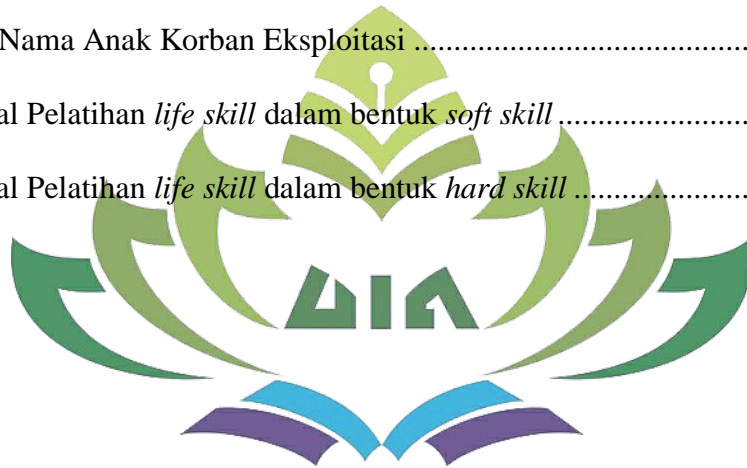 Nama Anak Korban Eksploitasi ..........................................
al Pelatihan life skill dalam bentuk soft skill ........................
al Pelatihan life skill dalam bentuk hard skill ......................
UIN